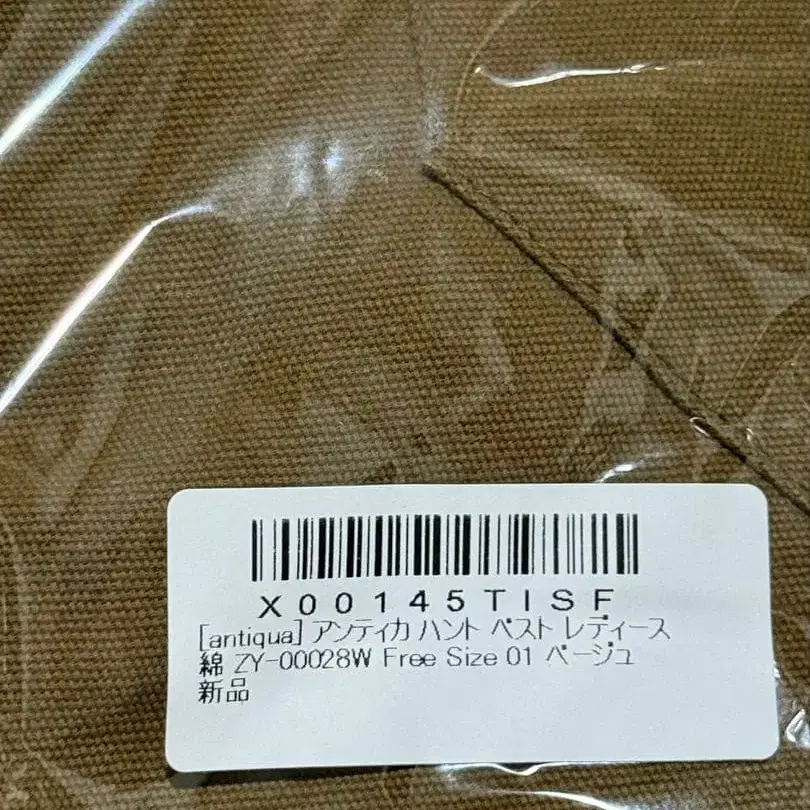 X00145TISF
[antiqua] アンティカ ハント ベスト レディース
綿 ZY-00028W Free Size 01 ベージュ
新品